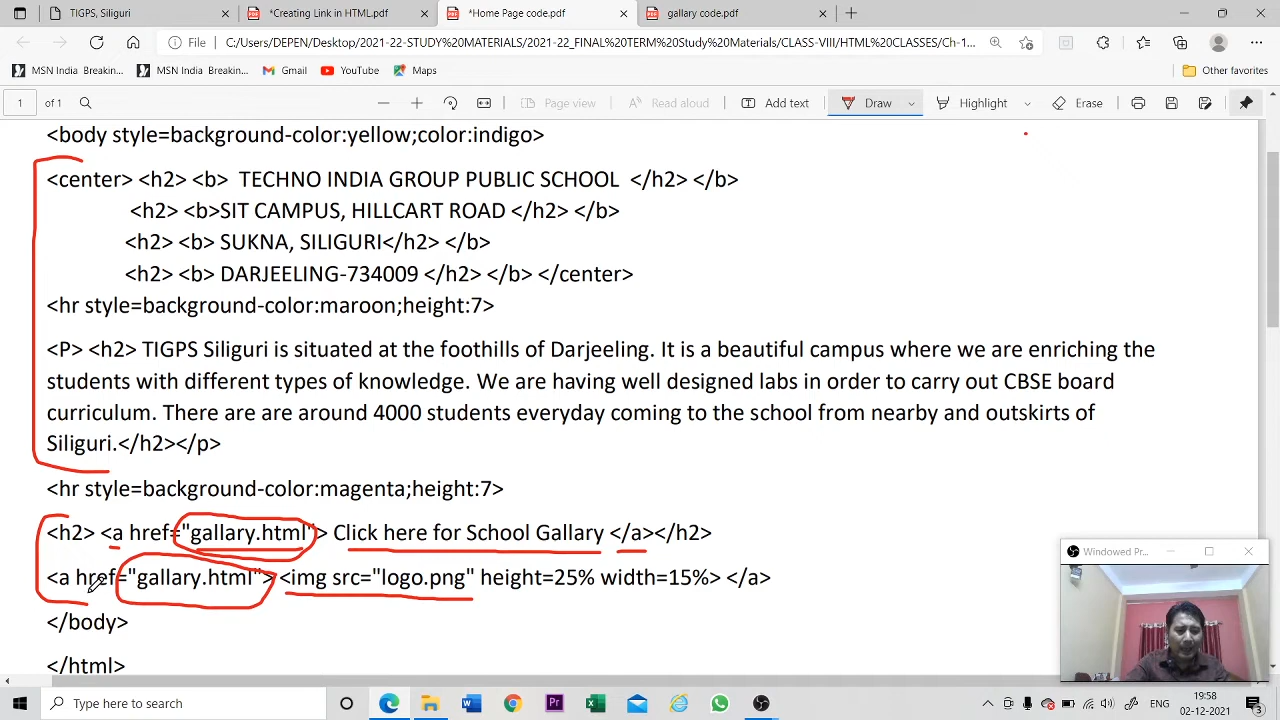 TIGPS Siliguri
*Creating Link in HTML.pdf
*Home Page code.pdf
gallary code.pdf
File
C:/Users/DEPEN/Desktop/2021-22-STUDY%20MATERIALS/2021-22_FINAL%20TERM%20Study%20Materials/CLASS-VIII/HTML%20CLASSES/Ch-1...
MSN India Breakin...
MSN India Breakin...
Gmail
YouTube
Maps
Other favorites
1 of 1
Page view
Read aloud
Add text
Draw
Highlight
Erase
<body style=background-color:yellow;color:indigo>
<center> <h2> <b> TECHNO INDIA GROUP PUBLIC SCHOOL </h2> </b>
<h2> <b>SIT CAMPUS, HILLCART ROAD </h2> </b>
<h2> <b> SUKNA, SILIGURI</h2> </b>
<h2> <b> DARJEELING-734009 </h2> </b> </center>
<hr style=background-color:maroon;height:7>
<P> <h2> TIGPS Siliguri is situated at the foothills of Darjeeling. It is a beautiful campus where we are enriching the
students with different types of knowledge. We are having well designed labs in order to carry out CBSE board
curriculum. There are are around 4000 students everyday coming to the school from nearby and outskirts of
Siliguri.</h2></p>
<hr style=background-color:magenta;height:7>
<h2> <a href="gallary.html"> Click here for School Gallary </a></h2>
<a href="gallary.html"> <img src="logo.png" height=25% width=15%> </a>
</body>
</html>
Windowed Pr...
Type here to search
ENG
19:58
02-12-2021
3